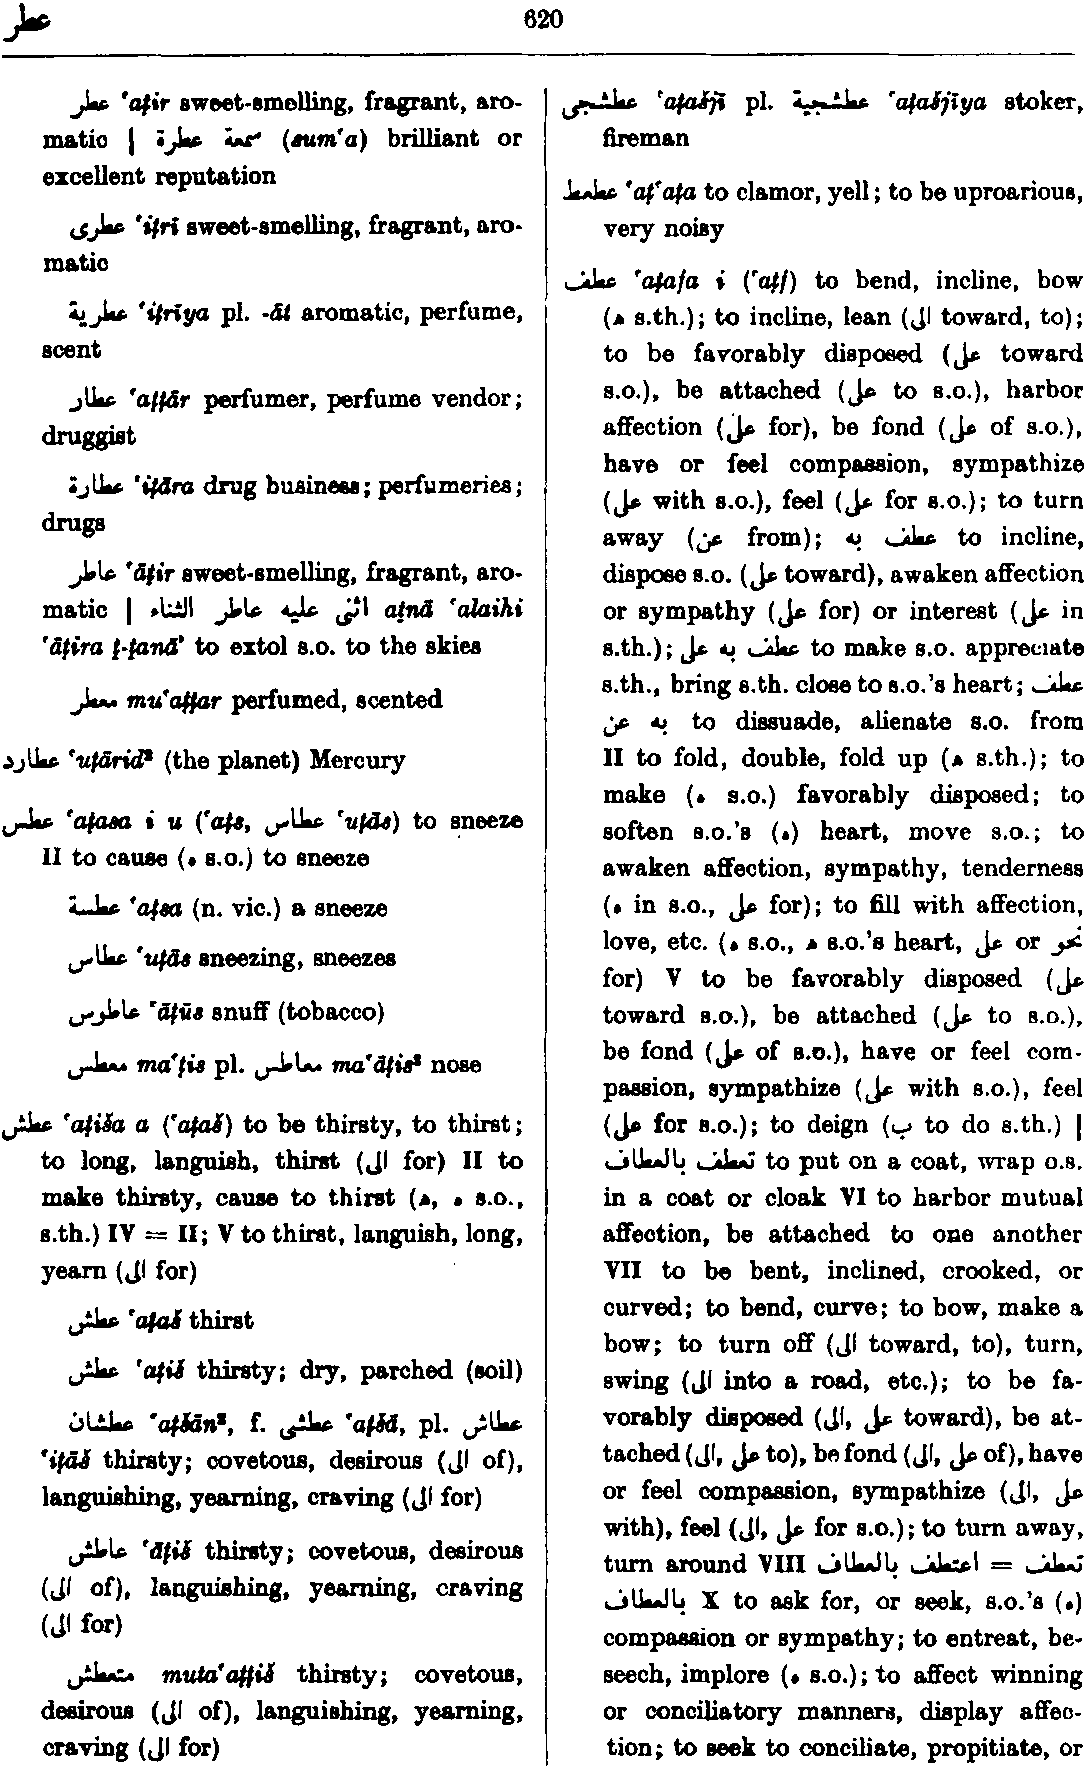 عطر
620
عطر ‘aṭir sweet-smelling, fragrant, aro-
matic | سمعة عطرة (sum‘a) brilliant or
excellent reputation
عطرى ‘iṭrī sweet-smelling, fragrant, aro-
matic
عطرية ‘iṭrīya pl. -āt aromatic, perfume,
scent
عطار ‘aṭṭār perfumer, perfume vendor;
druggist
عطارة ‘iṭāra drug business; perfumeries;
drugs
عاطر ‘āṭir sweet-smelling, fragrant, aro-
matic | اثنى عليه عاطر الثناء aṯnā ‘alaihi
‘āṭira ṯ-ṯanā’ to extol s.o. to the skies
معطر mu‘aṭṭar perfumed, scented
عطارد ‘uṭārid² (the planet) Mercury
عطس ‘aṭasa i u (‘aṭs, عطاس ‘uṭās) to sneeze
II to cause (ه s.o.) to sneeze
عطسة ‘aṭsa (n. vic.) a sneeze
عطاس ‘uṭās sneezing, sneezes
عاطوس ‘āṭūs snuff (tobacco)
معطس ma‘ṭis pl. معاطس ma‘āṭis² nose
عطش ‘aṭiša a (‘aṭaš) to be thirsty, to thirst;
to long, languish, thirst (الى for) II to
make thirsty, cause to thirst (ﻫ, ه s.o.,
s.th.) IV = II; V to thirst, languish, long,
yearn (الى for)
عطش ‘aṭaš thirst
عطش ‘aṭiš thirsty; dry, parched (soil)
عطشان ‘aṭšān², f. عطشى ‘aṭšā, pl. عطاش
‘iṭāš thirsty; covetous, desirous (الى of),
languishing, yearning, craving (الى for)
عاطش ‘āṭiš thirsty; covetous, desirous
(الى of), languishing, yearning, craving
(الى for)
متعطش muta‘aṭṭiš thirsty; covetous,
desirous (الى of), languishing, yearning,
craving (الى for)
عطشجى ‘aṭašjī pl. عطشجية ‘aṭašjīya stoker,
fireman
عطعط ‘aṭ‘aṭa to clamor, yell; to be uproarious,
very noisy
عطف ‘aṭafa i (‘aṭf) to bend, incline, bow
(ﻫ s.th.); to incline, lean (الى toward, to);
to be favorably disposed (على toward
s.o.), be attached (على to s.o.), harbor
affection (على for), be fond (على of s.o.),
have or feel compassion, sympathize
(على with s.o.), feel (على for s.o.); to turn
away (عن from); عطف به to incline,
dispose s.o. (على toward), awaken affection
or sympathy (على for) or interest (على in
s.th.); عطف به على to make s.o. appreciate
s.th., bring s.th. close to s.o.’s heart; عطف
به عن to dissuade, alienate s.o. from
II to fold, double, fold up (ﻫ s.th.); to
make (ه s.o.) favorably disposed; to
soften s.o.’s (ه) heart, move s.o.; to
awaken affection, sympathy, tenderness
(ه in s.o., على for); to fill with affection,
love, etc. (ه s.o., ﻫ s.o.’s heart, على or نحو
for) V to be favorably disposed (على
toward s.o.), be attached (على to s.o.),
be fond (على of s.o.), have or feel com-
passion, sympathize (على with s.o.), feel
(على for s.o.); to deign (ب to do s.th.) |
تعطف بالعطاف to put on a coat, wrap o.s.
in a coat or cloak VI to harbor mutual
affection, be attached to one another
VII to be bent, inclined, crooked, or
curved; to bend, curve; to bow, make a
bow; to turn off (الى toward, to), turn,
swing (الى into a road, etc.); to be fa-
vorably disposed (الى, على toward), be at-
tached (الى, على to), be fond (الى, على of), have
or feel compassion, sympathize (الى, على
with), feel (الى, على for s.o.); to turn away,
turn around VIII اعتطف بالعطاف = تعطف
بالعطاف X to ask for, or seek, s.o.’s (ه)
compassion or sympathy; to entreat, be-
seech, implore (ه s.o.); to affect winning
or conciliatory manners, display affec-
tion; to seek to conciliate, propitiate, or